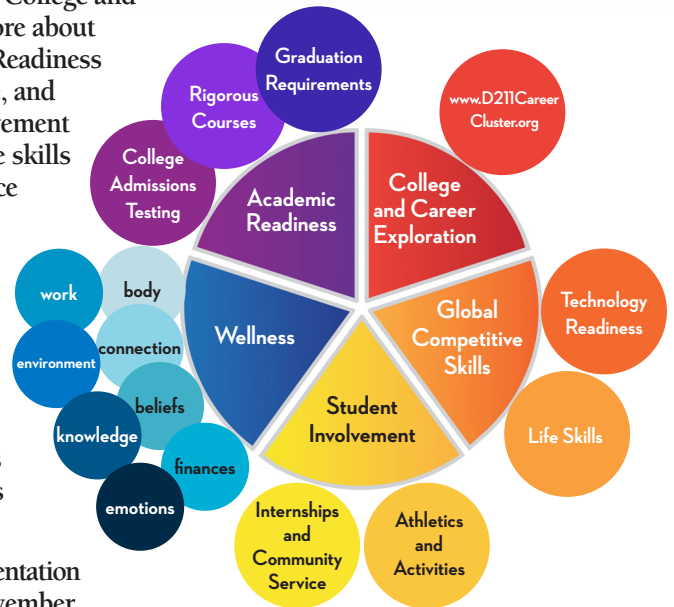 College and
ore about
Readiness
, and
vement
e skills
ce
s
s
entation
vember
Graduation
Requirements
Rigorous
Courses
College
Admissions
Testing
Academic
Readiness
www.D211Career
Cluster.org
College
and Career
Exploration
Technology
Readiness
Life Skills
Global
Competitive
Skills
Student
Involvement
Athletics
and
Activities
Internships
and
Community
Service
Wellness
work
body
connection
environment
beliefs
knowledge
finances
emotions